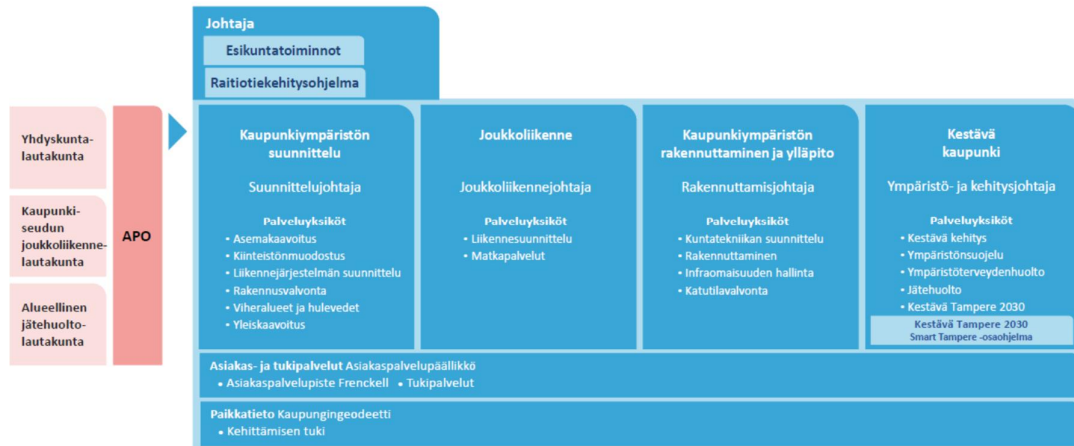 Johtaja
Esikuntatoiminnot
Raitiotiekehitysohjelma
Yhdyskunta-
lautakunta
Kaupunki-
seudun
joukkoliikenne-
lautakunta
Alueellinen
jätehuolto-
lautakunta
APO
Kaupunkiympäristön
suunnittelu
Suunnittelujohtaja
Palveluyksiköt
• Asemakaavoitus
• Kiinteistönmuodostus
• Liikennejärjestelmän suunnittelu
• Rakennusvalvonta
• Viheralueet ja hulevedet
• Yleiskaavoitus
Joukkoliikenne
Joukkoliikennejohtaja
Palveluyksiköt
• Liikennesuunnittelu
• Matkapalvelut
Kaupunkiympäristön
rakennuttaminen ja ylläpito
Rakennuttamisjohtaja
Palveluyksiköt
• Kuntatekniikan suunnittelu
• Rakennuttaminen
• Infraomaisuuden hallinta
• Katutilavalvonta
Kestävä
kaupunki
Ympäristö- ja kehitysjohtaja
Palveluyksiköt
• Kestävä kehitys
• Ympäristönsuojelu
• Ympäristöterveydenhuolto
• Jätehuolto
• Kestävä Tampere 2030
Kestävä Tampere 2030
Smart Tampere -osaohjelma
Asiakas- ja tukipalvelut Asiakaspalvelupäällikkö
• Asiakaspalvelupiste Frenckell • Tukipalvelut
Paikkatieto Kaupungingeodeetti
• Kehittämisen tuki